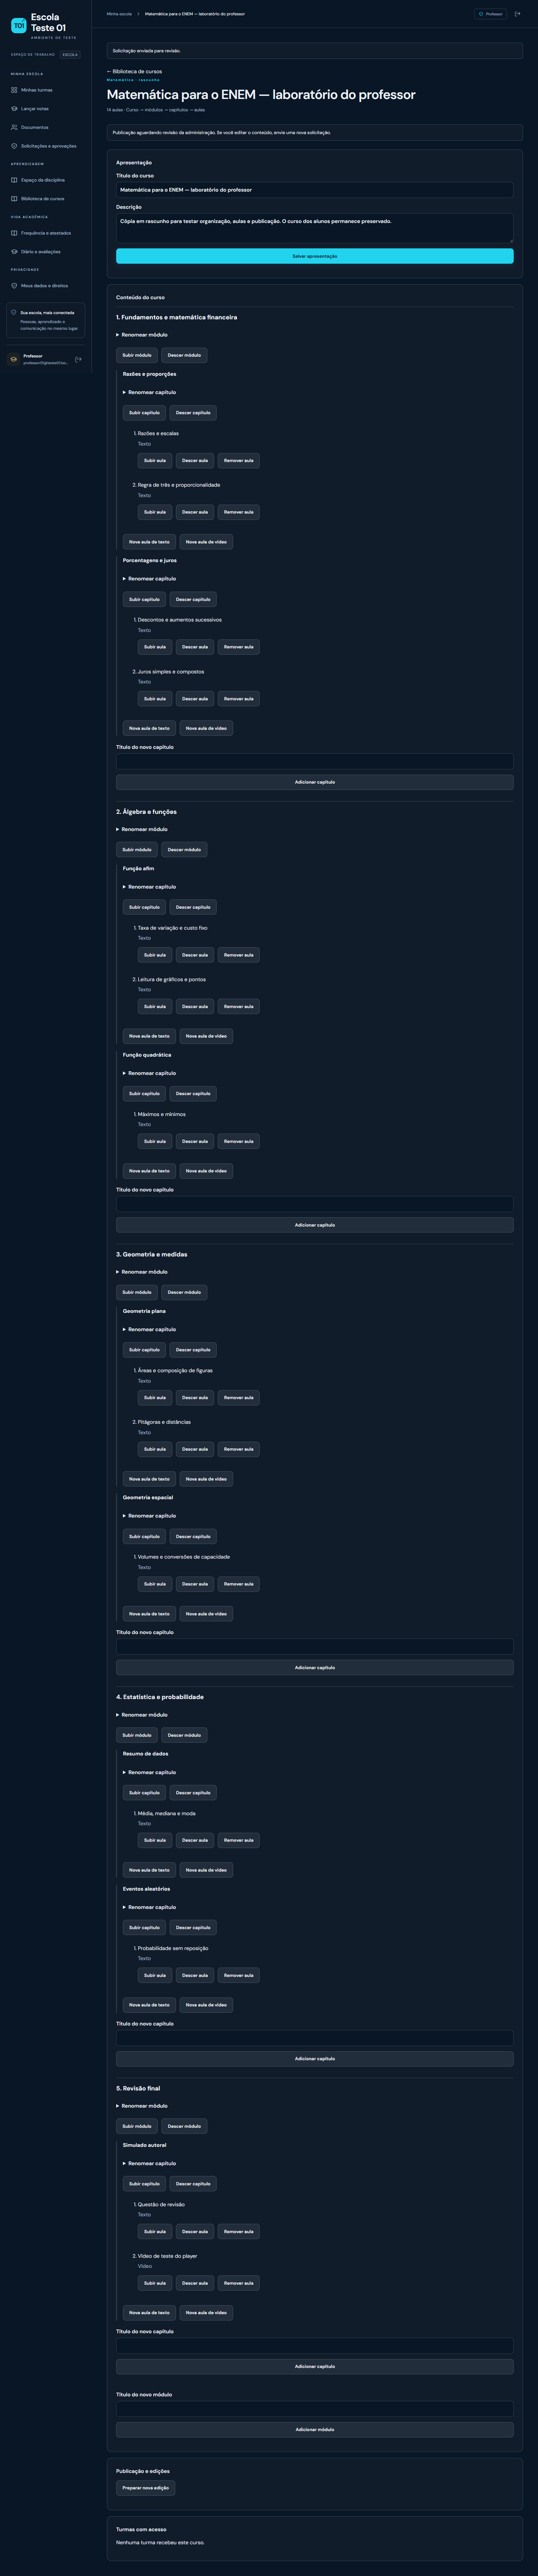 T01
Escola
Teste 01
AMBIENTE DE TESTE
ESPAÇO DE TRABALHO
ESCOLA
MINHA ESCOLA
Minhas turmas
Lançar notas
Documentos
Solicitações e aprovações
APRENDIZAGEM
Espaço da disciplina
Biblioteca de cursos
VIDA ACADÊMICA
Frequência e atestados
Diário e avaliações
PRIVACIDADE
Meus dados e direitos
Sua escola, mais conectada
Pessoas, aprendizado e
comunicação no mesmo lugar.
Professor
Minha escola > Matemática para o ENEM — laboratório do professor
Professor
Solicitação enviada para revisão.
← Biblioteca de cursos
Matemática · rascunho
Matemática para o ENEM — laboratório do professor
14 aulas · Curso → módulos → capítulos → aulas
Publicação aguardando revisão da administração. Se você editar o conteúdo, envie uma nova solicitação.
Apresentação
Título do curso
Matemática para o ENEM — laboratório do professor
Descrição
Cópia em rascunho para testar organização, aulas e publicação. O curso dos alunos permanece preservado.
Salvar apresentação
Conteúdo do curso
1. Fundamentos e matemática financeira
▶ Renomear módulo
Subir módulo Descer módulo
Razões e proporções
▶ Renomear capítulo
Subir capítulo Descer capítulo
1. Razões e escalas
Texto
Subir aula Descer aula Remover aula
2. Regra de três e proporcionalidade
Texto
Subir aula Descer aula Remover aula
Nova aula de texto Nova aula de vídeo
Porcentagens e juros
▶ Renomear capítulo
Subir capítulo Descer capítulo
1. Descontos e aumentos sucessivos
Texto
Subir aula Descer aula Remover aula
2. Juros simples e compostos
Texto
Subir aula Descer aula Remover aula
Nova aula de texto Nova aula de vídeo
Título do novo capítulo
Adicionar capítulo
2. Álgebra e funções
▶ Renomear módulo
Subir módulo Descer módulo
Função afim
▶ Renomear capítulo
Subir capítulo Descer capítulo
1. Taxa de variação e custo fixo
Texto
Subir aula Descer aula Remover aula
2. Leitura de gráficos e pontos
Texto
Subir aula Descer aula Remover aula
Nova aula de texto Nova aula de vídeo
Função quadrática
▶ Renomear capítulo
Subir capítulo Descer capítulo
1. Máximos e mínimos
Texto
Subir aula Descer aula Remover aula
Nova aula de texto Nova aula de vídeo
Título do novo capítulo
Adicionar capítulo
3. Geometria e medidas
▶ Renomear módulo
Subir módulo Descer módulo
Geometria plana
▶ Renomear capítulo
Subir capítulo Descer capítulo
1. Áreas e composição de figuras
Texto
Subir aula Descer aula Remover aula
2. Pitágoras e distâncias
Texto
Subir aula Descer aula Remover aula
Nova aula de texto Nova aula de vídeo
Geometria espacial
▶ Renomear capítulo
Subir capítulo Descer capítulo
1. Volumes e conversões de capacidade
Texto
Subir aula Descer aula Remover aula
Nova aula de texto Nova aula de vídeo
Título do novo capítulo
Adicionar capítulo
4. Estatística e probabilidade
▶ Renomear módulo
Subir módulo Descer módulo
Resumo de dados
▶ Renomear capítulo
Subir capítulo Descer capítulo
1. Média, mediana e moda
Texto
Subir aula Descer aula Remover aula
Nova aula de texto Nova aula de vídeo
Eventos aleatórios
▶ Renomear capítulo
Subir capítulo Descer capítulo
1. Probabilidade sem reposição
Texto
Subir aula Descer aula Remover aula
Nova aula de texto Nova aula de vídeo
Título do novo capítulo
Adicionar capítulo
5. Revisão final
▶ Renomear módulo
Subir módulo Descer módulo
Simulado autoral
▶ Renomear capítulo
Subir capítulo Descer capítulo
1. Questão de revisão
Texto
Subir aula Descer aula Remover aula
2. Vídeo de teste do player
Vídeo
Subir aula Descer aula Remover aula
Nova aula de texto Nova aula de vídeo
Título do novo capítulo
Adicionar capítulo
Título do novo módulo
Adicionar módulo
Publicação e edições
Preparar nova edição
Turmas com acesso
Nenhuma turma recebeu este curso.